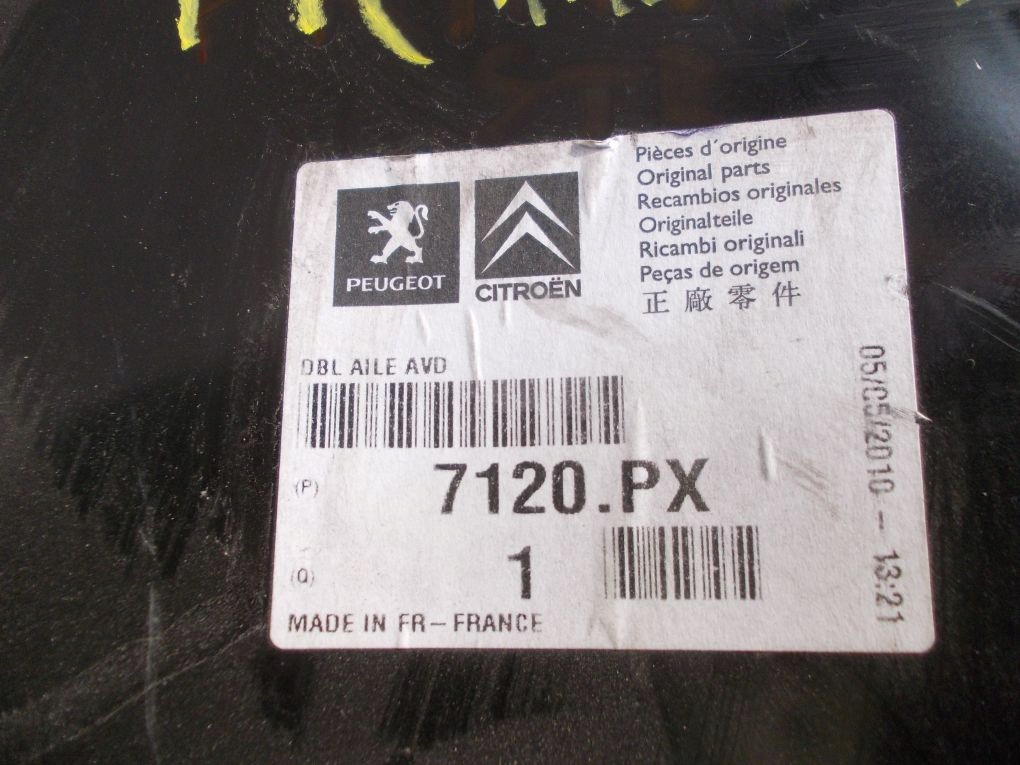 Pièces d'origine
Original parts
Recambios originales
Originalteile
Ricambi originali
Peças de origem
正廠零件
PEUGEOT
CITROËN
DBL AILE AVD
(P) 7120.PX
(Q) 1
MADE IN FR-FRANCE
05/05/2010 - 13:21